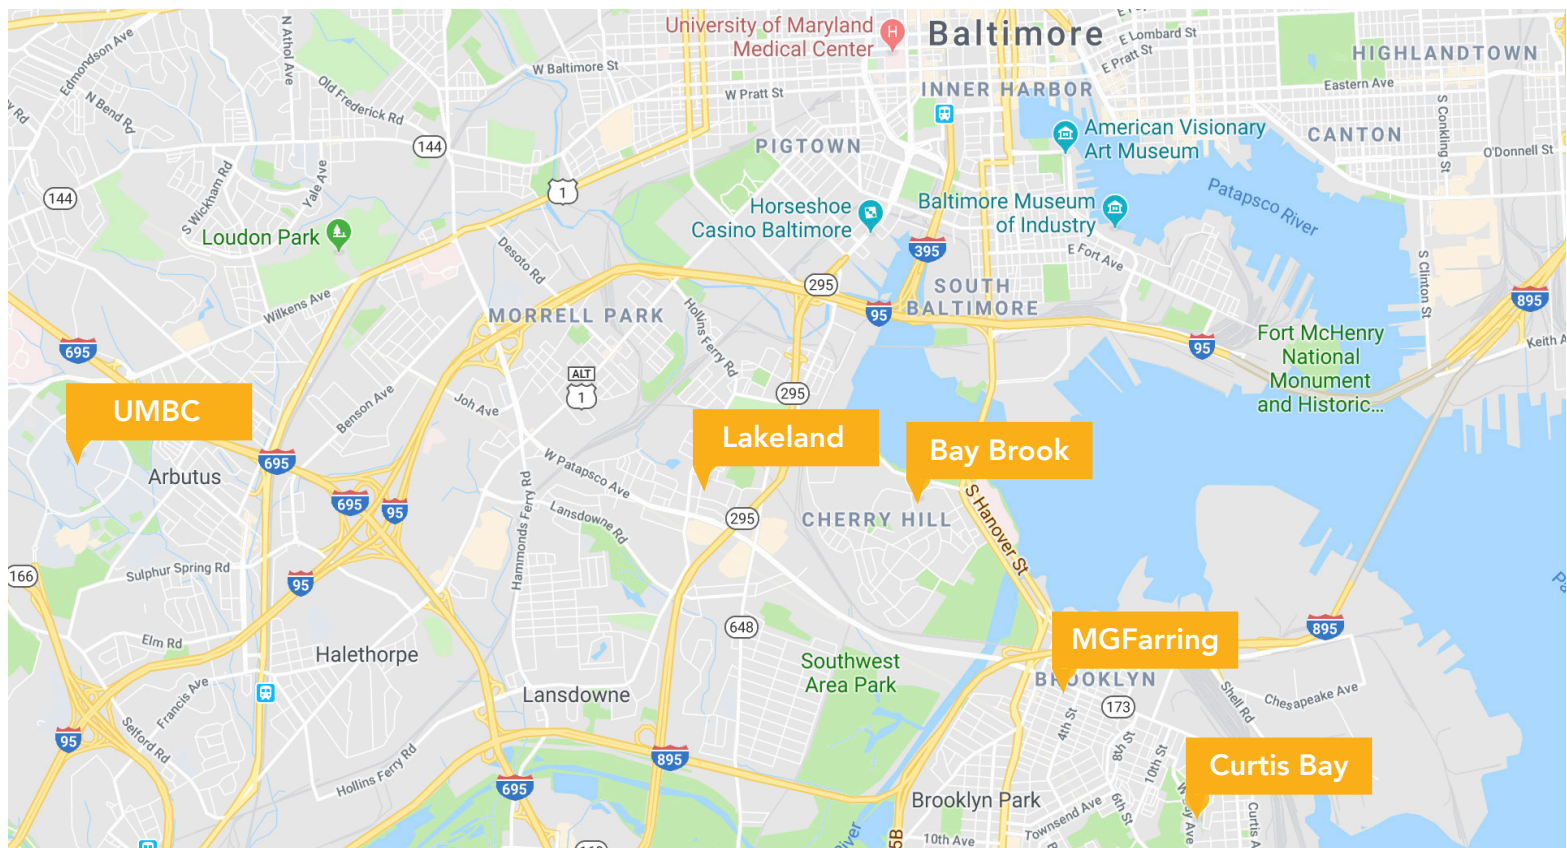 University of Maryland
Medical Center
H
Baltimore
E Lombard St
E Pratt St
HIGHLANDTOWN
Edmondson Ave
N Athol Ave
W Baltimore St
Old Frederick Rd
W Pratt St
INNER HARBOR
Eastern Ave
N Bend Rd
S Conkling St
144
PIGTOWN
American Visionary
Art Museum
CANTON
O'Donnell St
S Wickham Rd
Yale Ave
144
1
Patapsco River
Horseshoe
Casino Baltimore
Baltimore Museum
of Industry
Loudon Park
Desoto Rd
395
E Fort Ave
S Clinton St
295
SOUTH
BALTIMORE
Wilkens Ave
MORRELL PARK
Hollins Ferry Rd
95
895
695
95
Fort McHenry
National
Monument
and Historic...
Keith A
ALT
1
295
UMBC
Benson Ave
Joh Ave
Lakeland
Bay Brook
695
Arbutus
W Patapsco Ave
695
95
Hammonds Ferry Rd
Lansdowne Rd
295
CHERRY HILL
S Hanover St
166
Sulphur Spring Rd
95
Elm Rd
Halethorpe
648
895
MGFarring
Southwest
Area Park
BROOKLYN
Francis Ave
Lansdowne
173
Shell Rd
Chesapeake Ave
4th St
8th St
10th St
95
Selford Rd
Hollins Ferry Rd
895
Curtis Bay
695
Brooklyn Park
6th St
Townsend Ave
Curtis A
10th Ave
River